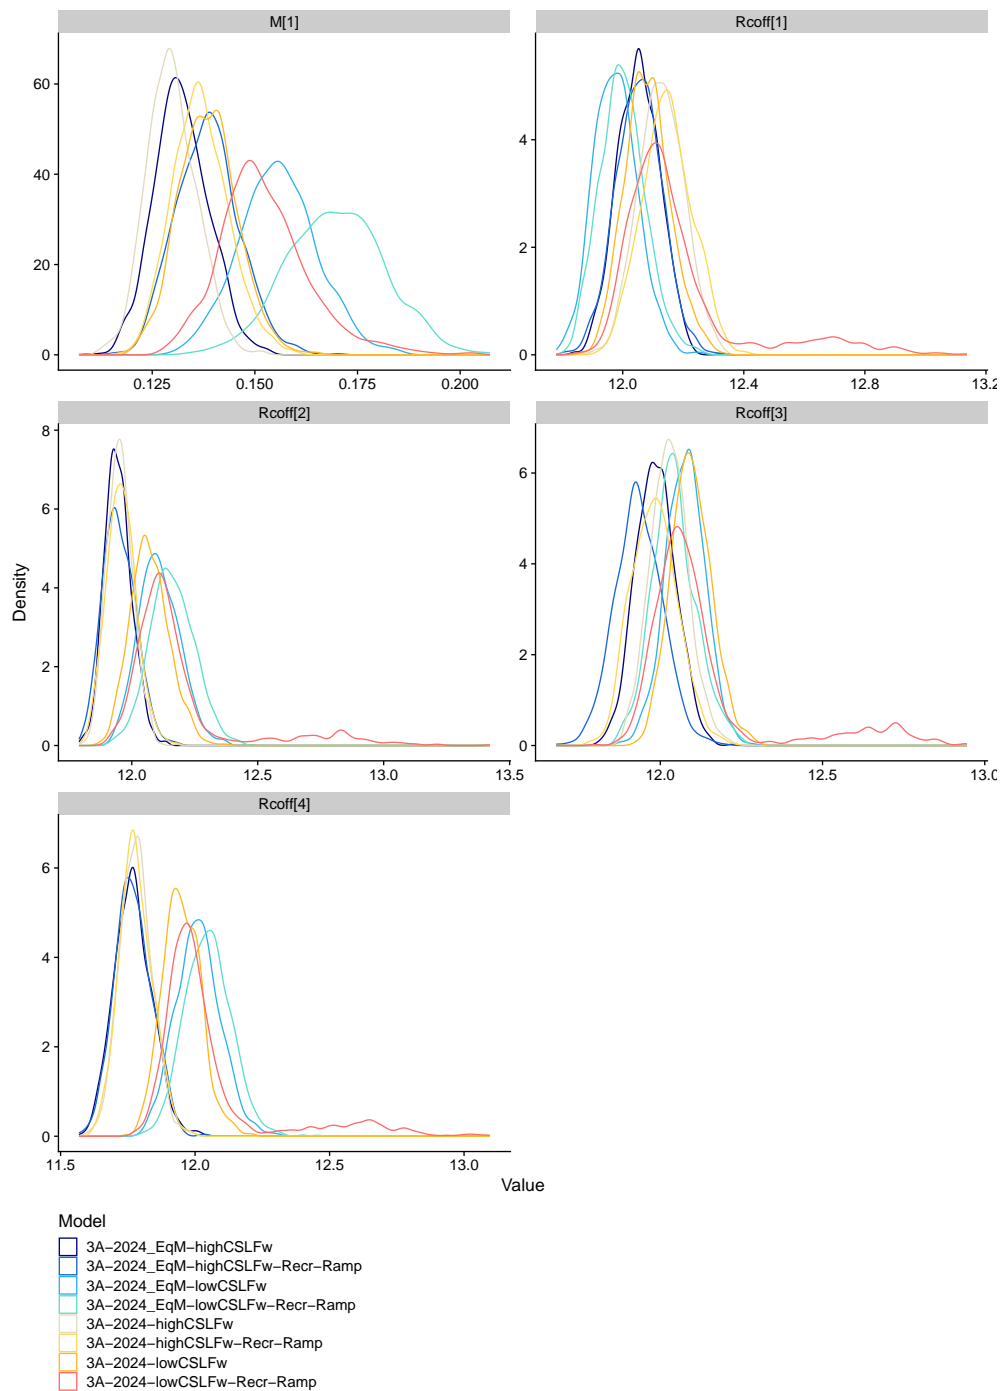 M[1]
Rcoff[1]
60
40
20
0
0.125 0.150 0.175 0.200
4
2
0
12.0 12.4 12.8 13.2
Rcoff[2]
Rcoff[3]
8
6
4
2
0
12.0 12.5 13.0 13.5
6
4
2
0
12.0 12.5 13.0
Density
Rcoff[4]
6
4
2
0
11.5 12.0 12.5 13.0
Value
Model
3A−2024_EqM−highCSLFw
3A−2024_EqM−highCSLFw−Recr−Ramp
3A−2024_EqM−lowCSLFw
3A−2024_EqM−lowCSLFw−Recr−Ramp
3A−2024−highCSLFw
3A−2024−highCSLFw−Recr−Ramp
3A−2024−lowCSLFw
3A−2024−lowCSLFw−Recr−Ramp